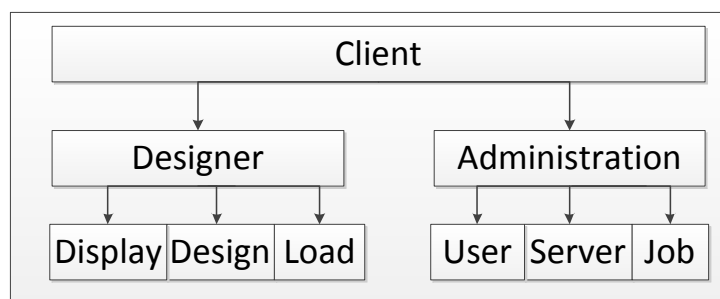 Client
Designer Administration
Display Design Load User Server Job